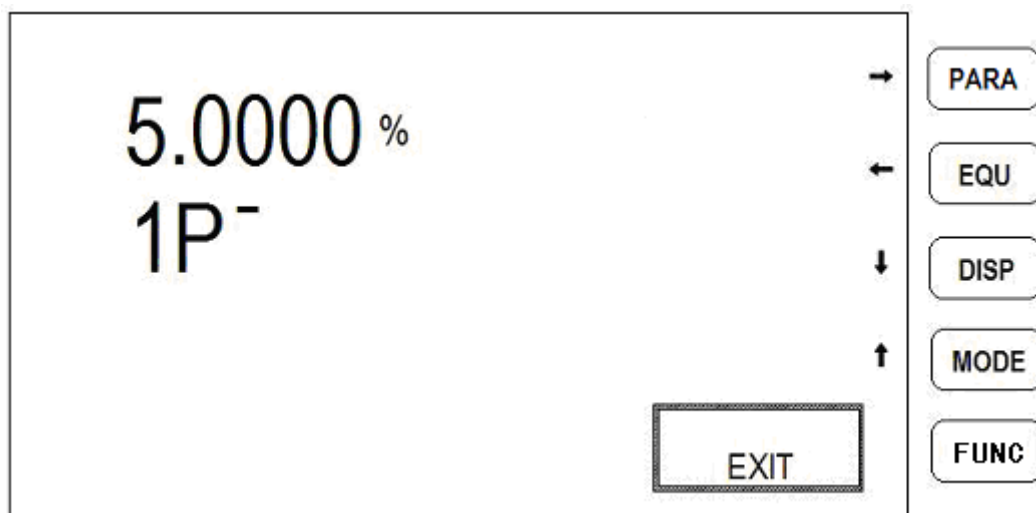 5.0000 %
1P⁻
EXIT
→ PARA
← EQU
↓ DISP
↑ MODE
FUNC